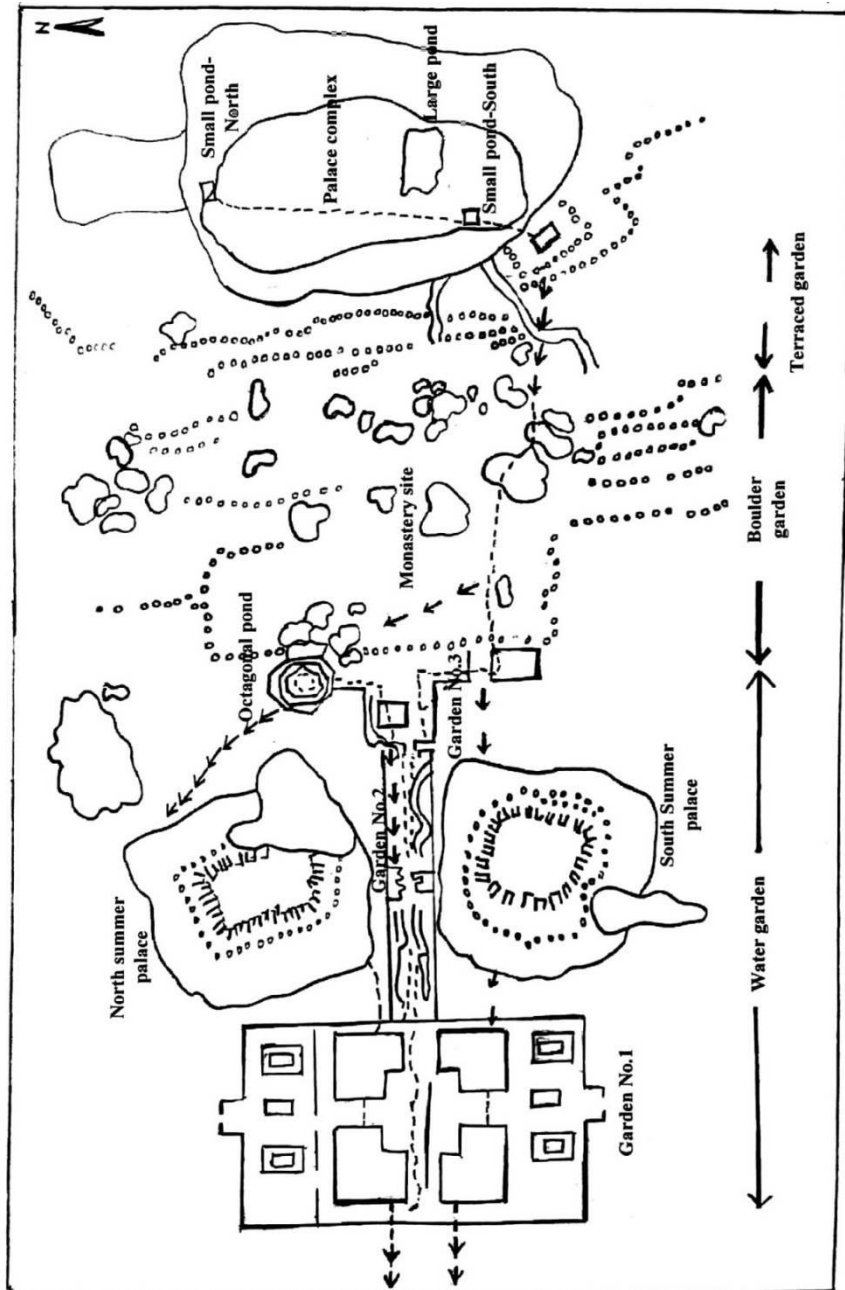 N
Small pond-
North
Palace complex
Large pond
Small pond-South
Terraced garden
Boulder
garden
Monastery site
Octagonal pond
Garden No.3
Garden No.2
North summer
palace
South Summer
palace
Water garden
Garden No.1